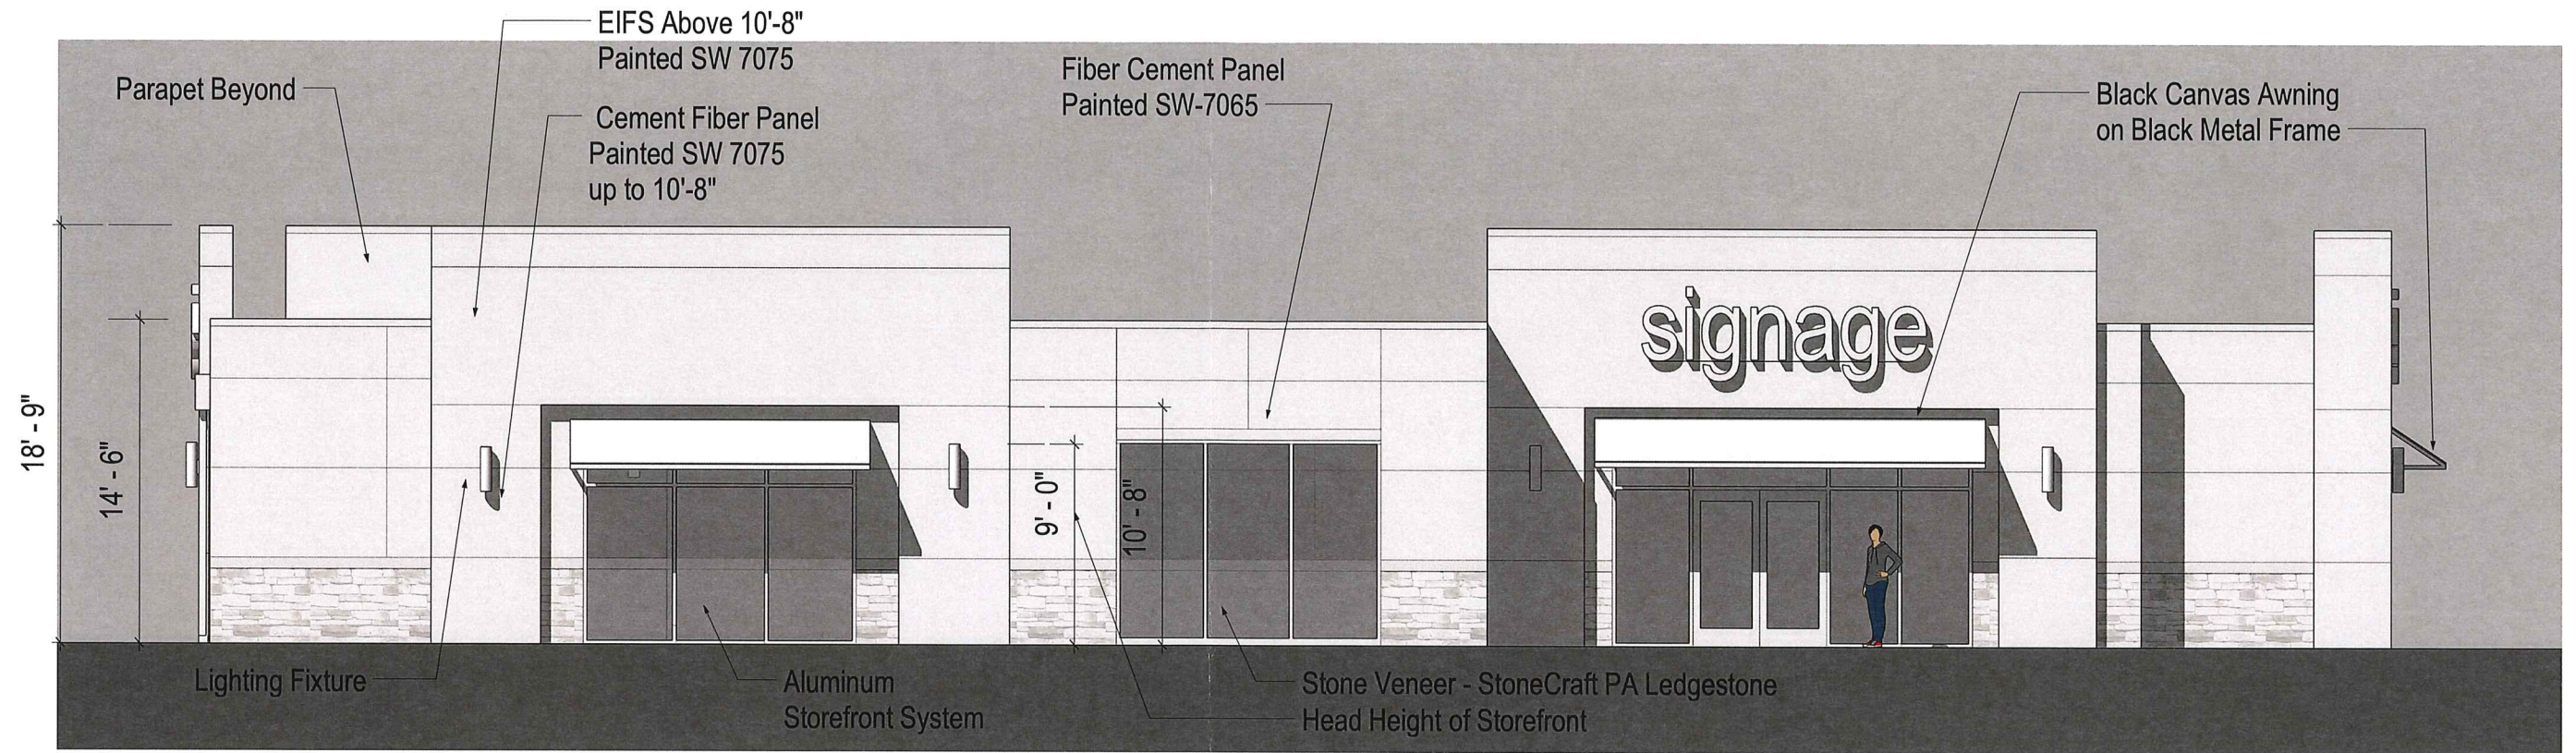 EIFS Above 10'-8"
Painted SW 7075
Parapet Beyond
Cement Fiber Panel
Painted SW 7075
up to 10'-8"
Fiber Cement Panel
Painted SW-7065
Black Canvas Awning
on Black Metal Frame
signage
18' - 9"
14' - 6"
9' - 0"
10' - 8"
Lighting Fixture
Aluminum
Storefront System
Stone Veneer - StoneCraft PA Ledgestone
Head Height of Storefront